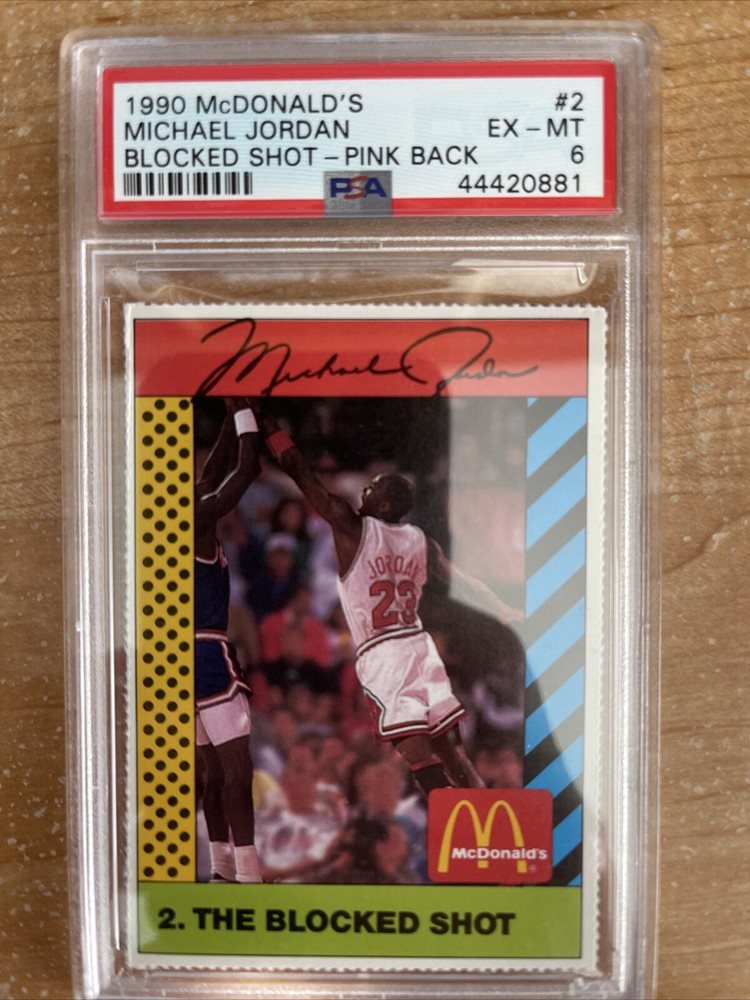 1990 McDONALD'S #2
MICHAEL JORDAN EX – MT
BLOCKED SHOT – PINK BACK 6
PSA 44420881
Michael Jordan
JORDAN
23
McDonald's ®
2. THE BLOCKED SHOT